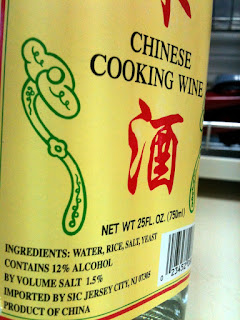 CHINESE
COOKING WINE
酒
NET WT 25FL. OZ. (750ml)
INGREDIENTS: WATER, RICE, SALT, YEAST
CONTAINS 12% ALCOHOL
BY VOLUME SALT 1.5%
IMPORTED BY SIC JERSEY CITY, NJ 07305
PRODUCT OF CHINA